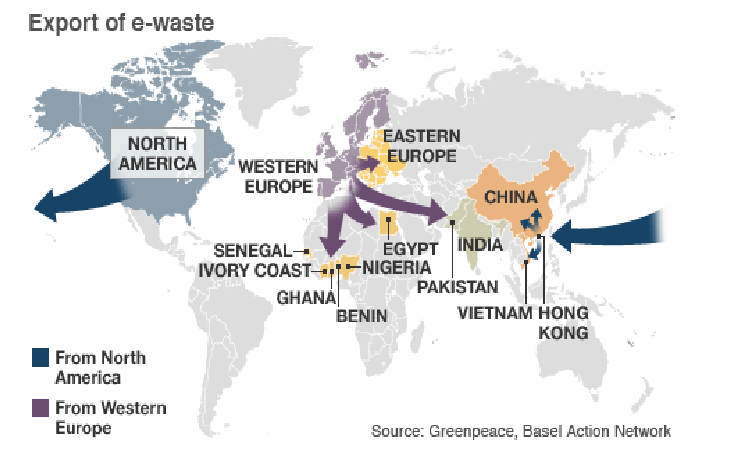 Export of e-waste
NORTH
AMERICA
WESTERN
EUROPE
EASTERN
EUROPE
CHINA
SENEGAL
IVORY COAST
GHANA
BENIN
NIGERIA
EGYPT
INDIA
PAKISTAN
VIETNAM
HONG
KONG
From North
America
From Western
Europe
Source: Greenpeace, Basel Action Network